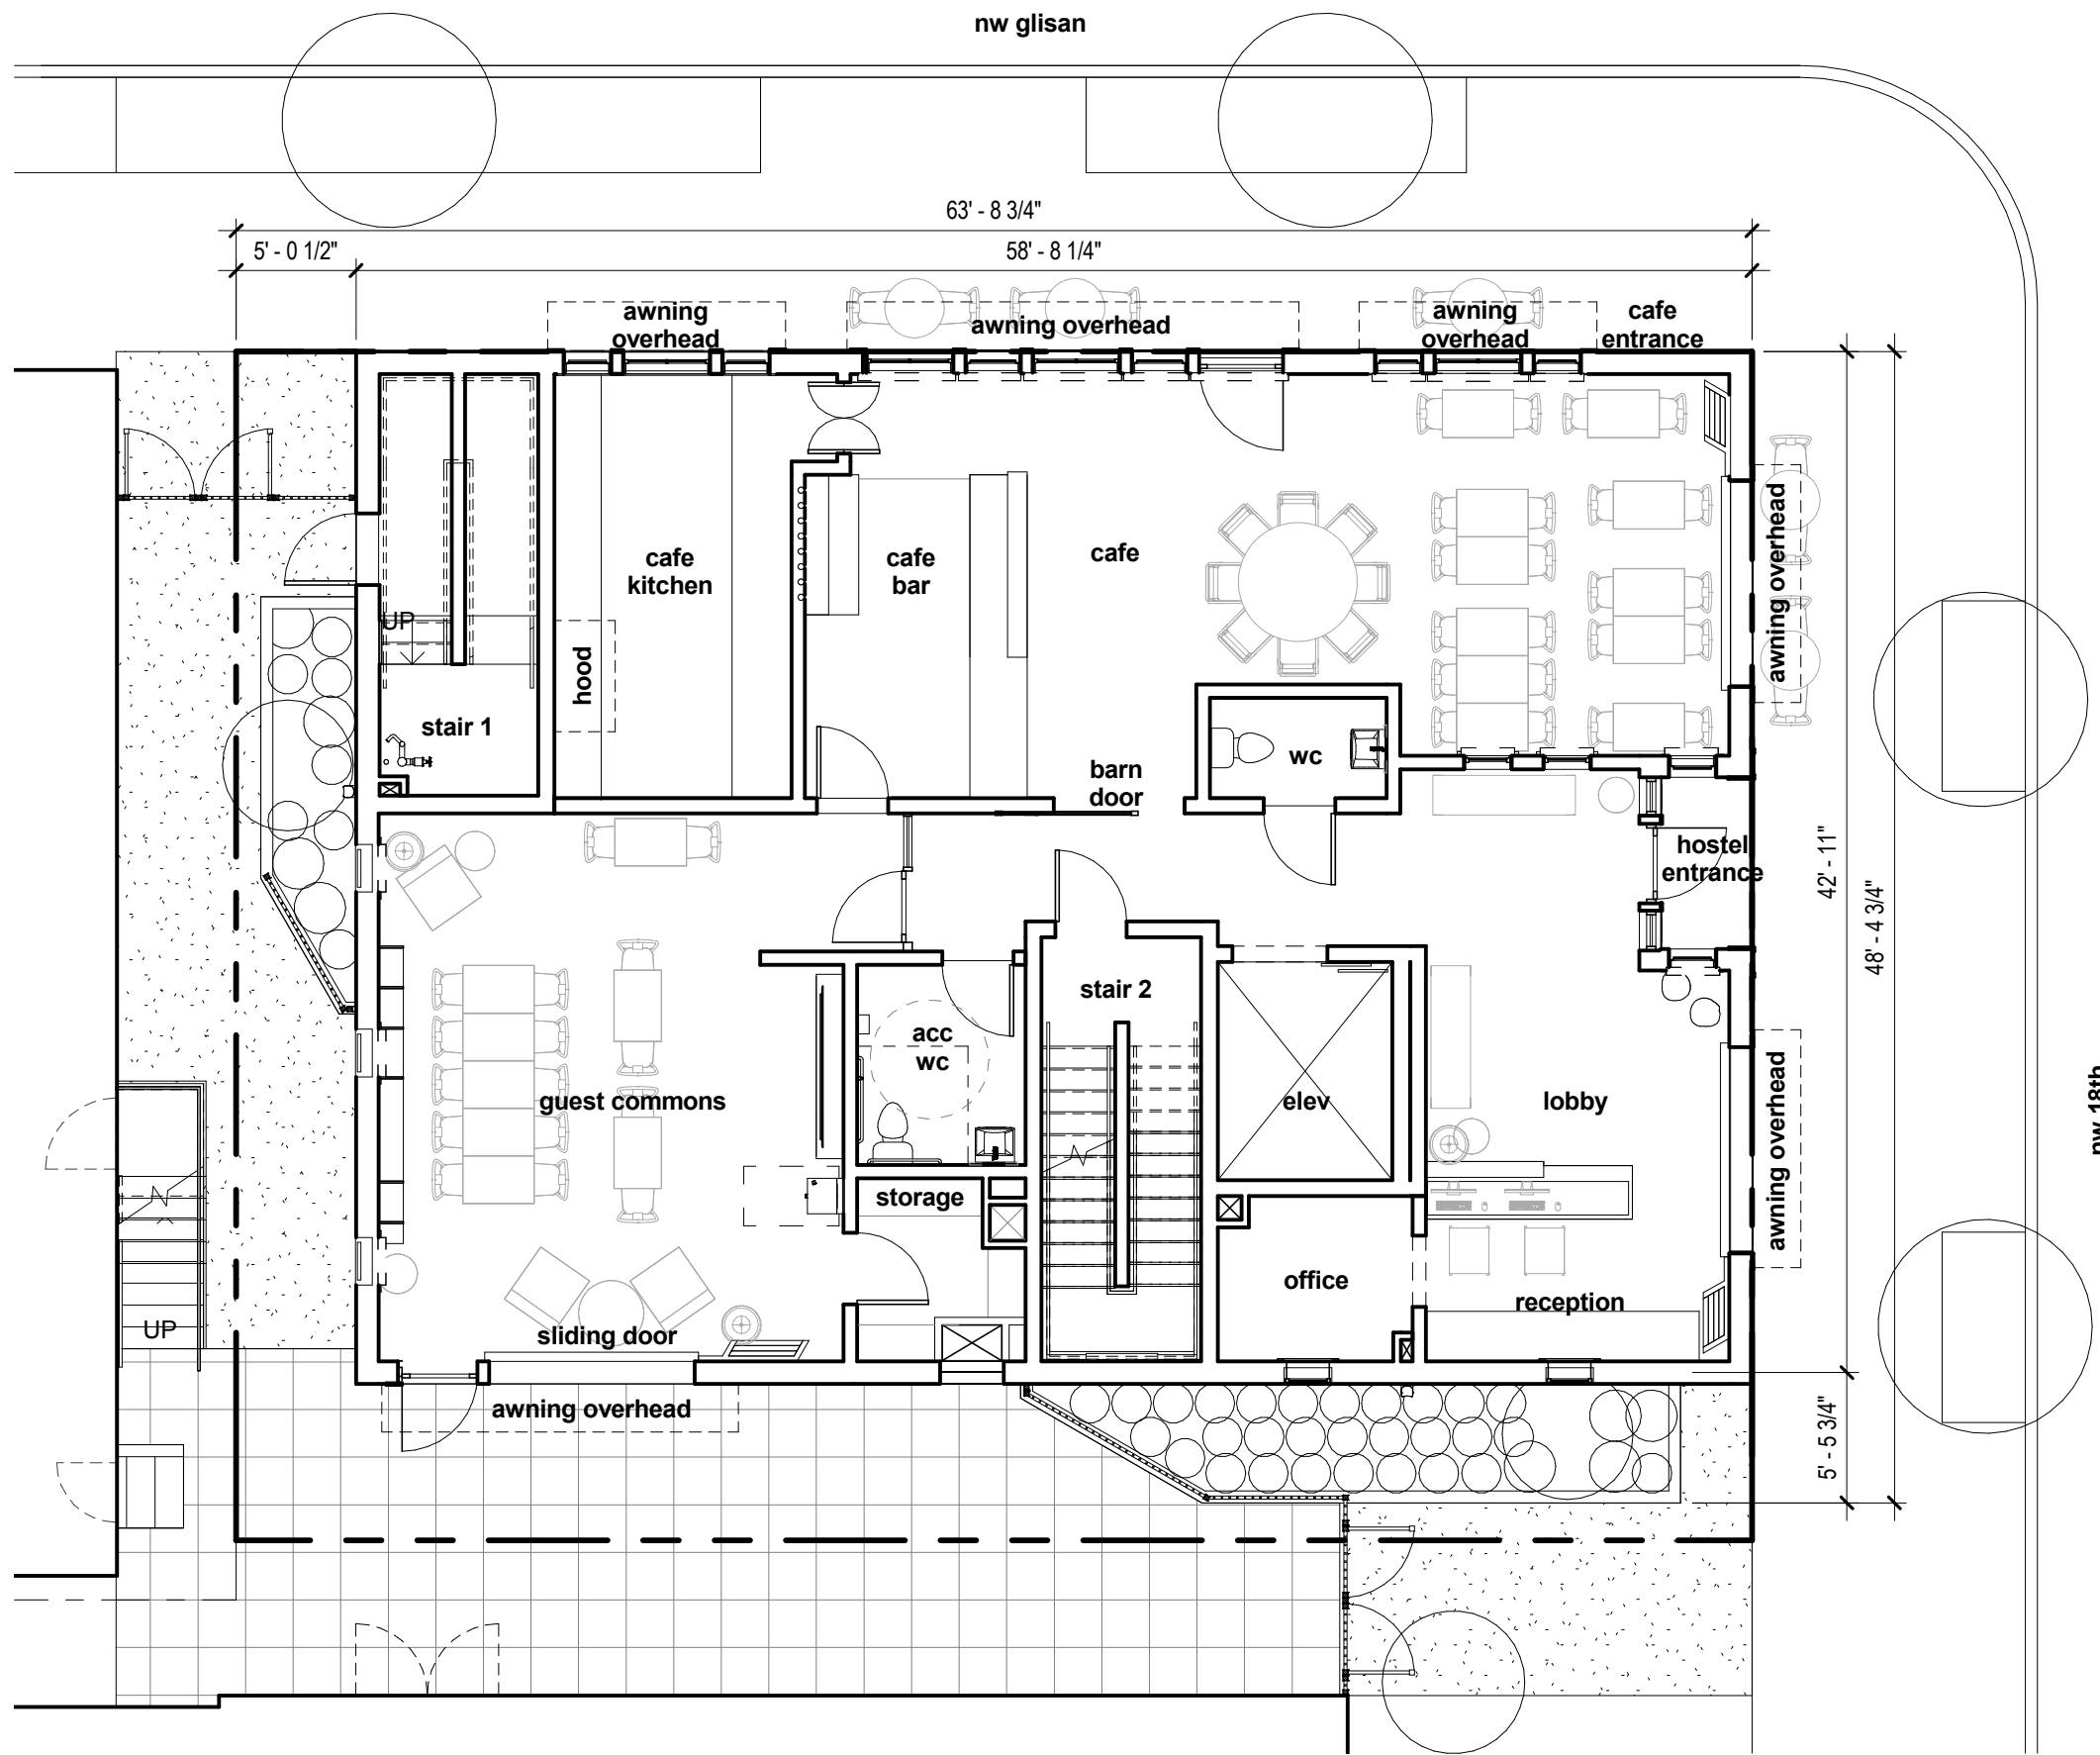 nw glisan
63' - 8 3/4"
5' - 0 1/2"
58' - 8 1/4"
awning
overhead
awning overhead
awning
overhead
cafe
entrance
cafe
kitchen
cafe
bar
cafe
awning overhead
UP
hood
stair 1
wc
barn
door
hostel
entrance
42' - 11"
48' - 4 3/4"
stair 2
acc
wc
guest commons
elev
lobby
awning overhead
nw 18th
storage
office
reception
UP
sliding door
awning overhead
5' - 5 3/4"